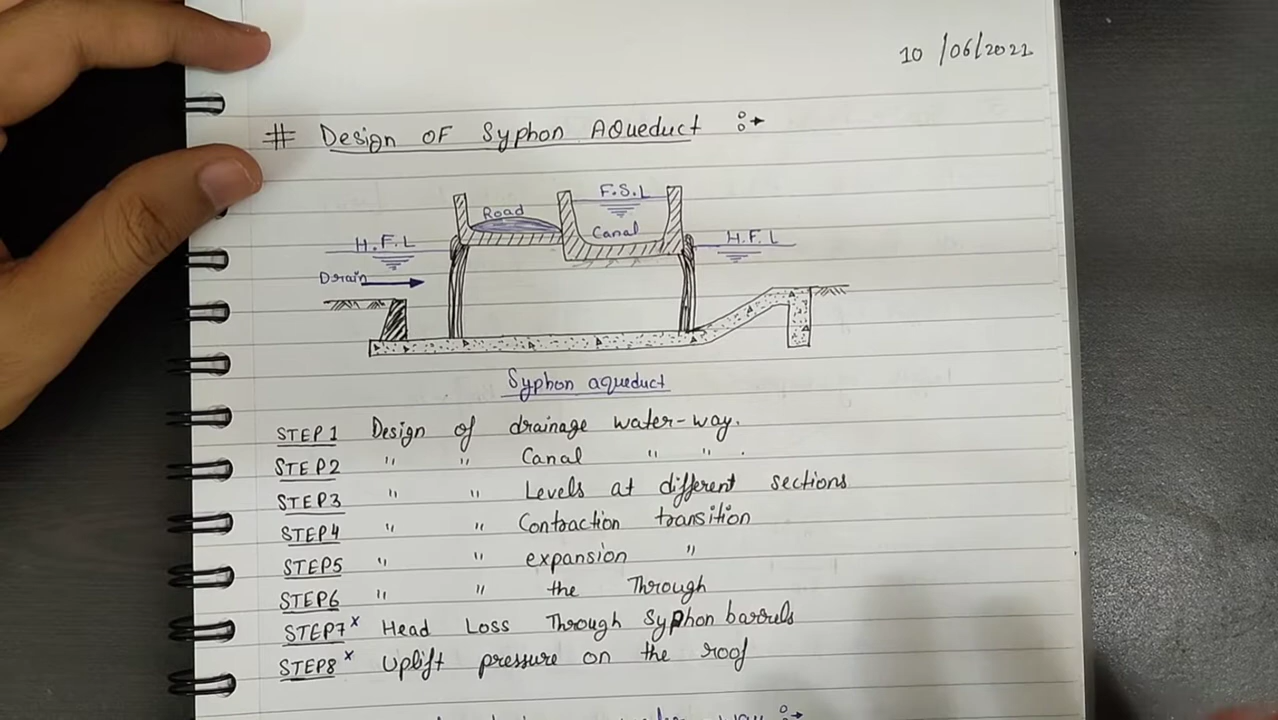 10 /06/2021
# Design OF Syphon AQueduct :→
F.S.L
Road
Canal
H.F.L
H.F.L
Drain
Syphon aqueduct
STEP1 Design of drainage water-way.
STEP2 " " Canal " " .
STEP3 " " Levels at different sections
STEP4 " " Contraction transition
STEP5 " " expansion "
STEP6 " " the Through
STEP7 x Head Loss Through Syphon barrels
STEP8 x Uplift pressure on the roof